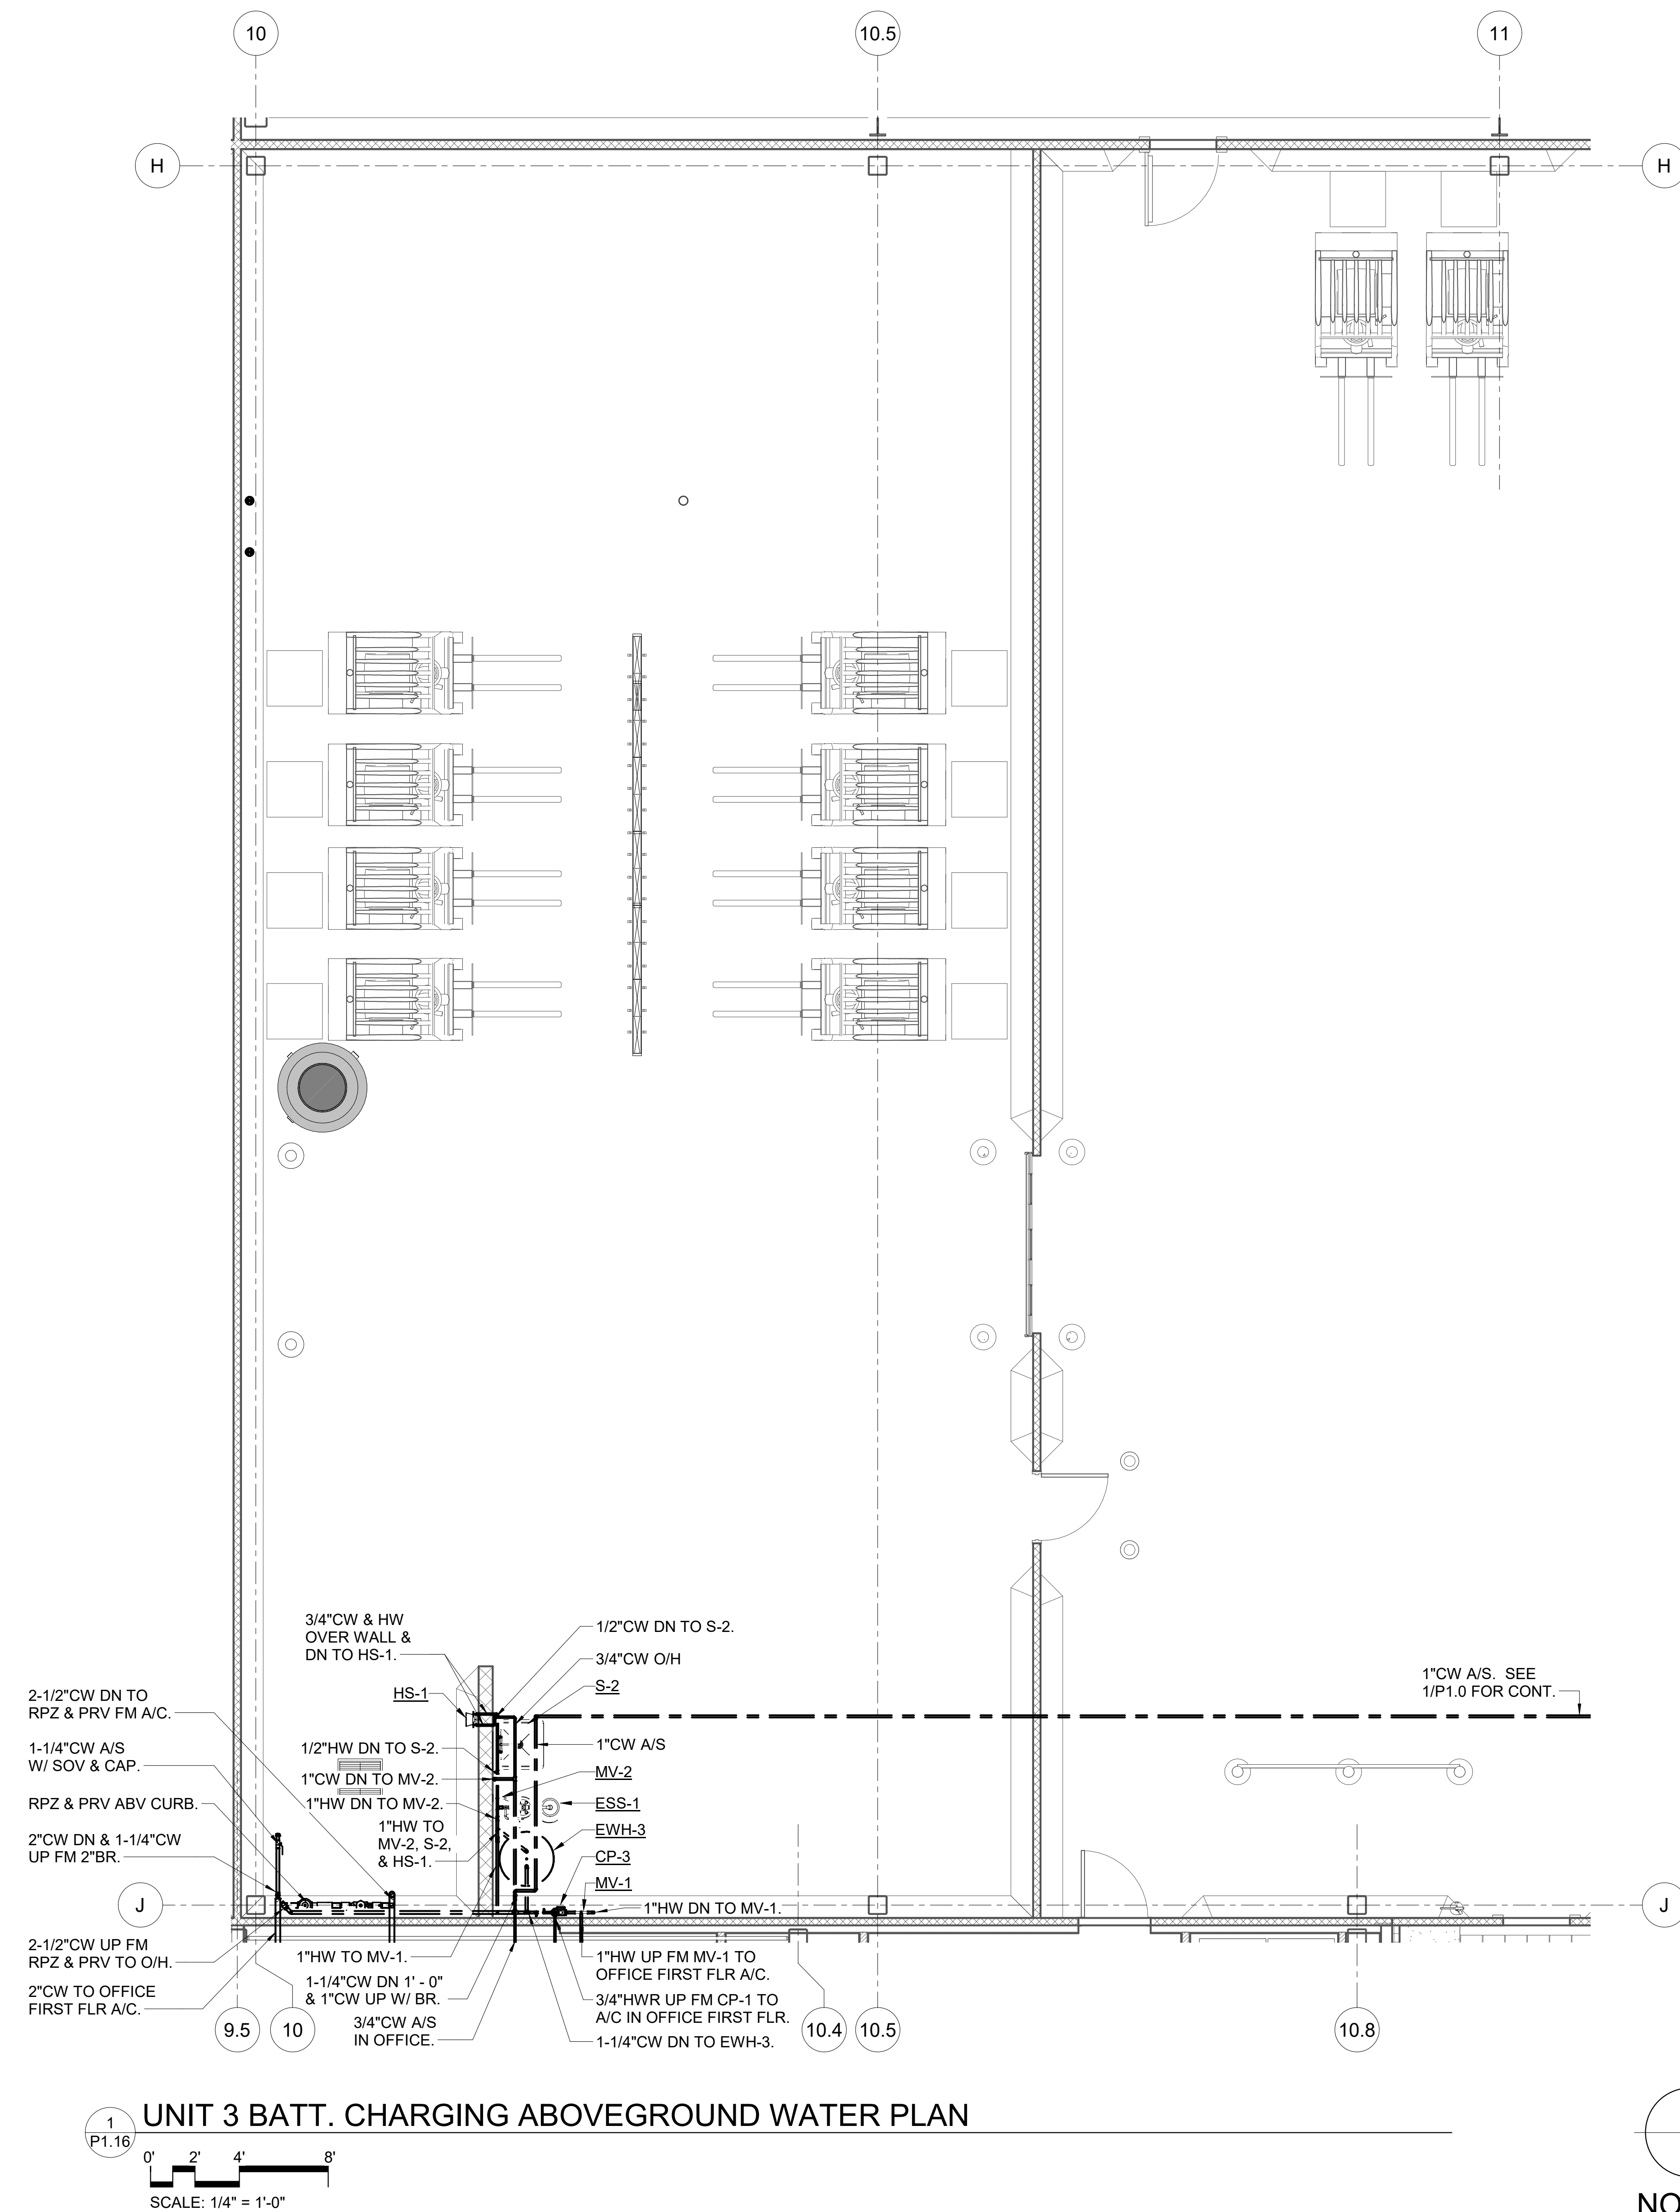 10
10.5
11
H
H
3/4"CW & HW
OVER WALL &
DN TO HS-1.
1/2"CW DN TO S-2.
3/4"CW O/H
S-2
HS-1
2-1/2"CW DN TO
RPZ & PRV FM A/C.
1-1/4"CW A/S
W/ SOV & CAP.
RPZ & PRV ABV CURB.
2"CW DN & 1-1/4"CW
UP FM 2"BR.
1/2"HW DN TO S-2.
1"CW DN TO MV-2.
1"HW DN TO MV-2.
1"HW TO
MV-2, S-2,
& HS-1.
1"CW A/S
MV-2
ESS-1
EWH-3
CP-3
MV-1
1"HW DN TO MV-1.
1"CW A/S. SEE
1/P1.0 FOR CONT.
J
J
2-1/2"CW UP FM
RPZ & PRV TO O/H.
2"CW TO OFFICE
FIRST FLR A/C.
1"HW TO MV-1.
1-1/4"CW DN 1' - 0"
& 1"CW UP W/ BR.
3/4"CW A/S
IN OFFICE.
1"HW UP FM MV-1 TO
OFFICE FIRST FLR A/C.
3/4"HWR UP FM CP-1 TO
A/C IN OFFICE FIRST FLR.
1-1/4"CW DN TO EWH-3.
9.5
10
10.4
10.5
10.8
1
P1.16
UNIT 3 BATT. CHARGING ABOVEGROUND WATER PLAN
0' 2' 4' 8'
SCALE: 1/4" = 1'-0"
NO